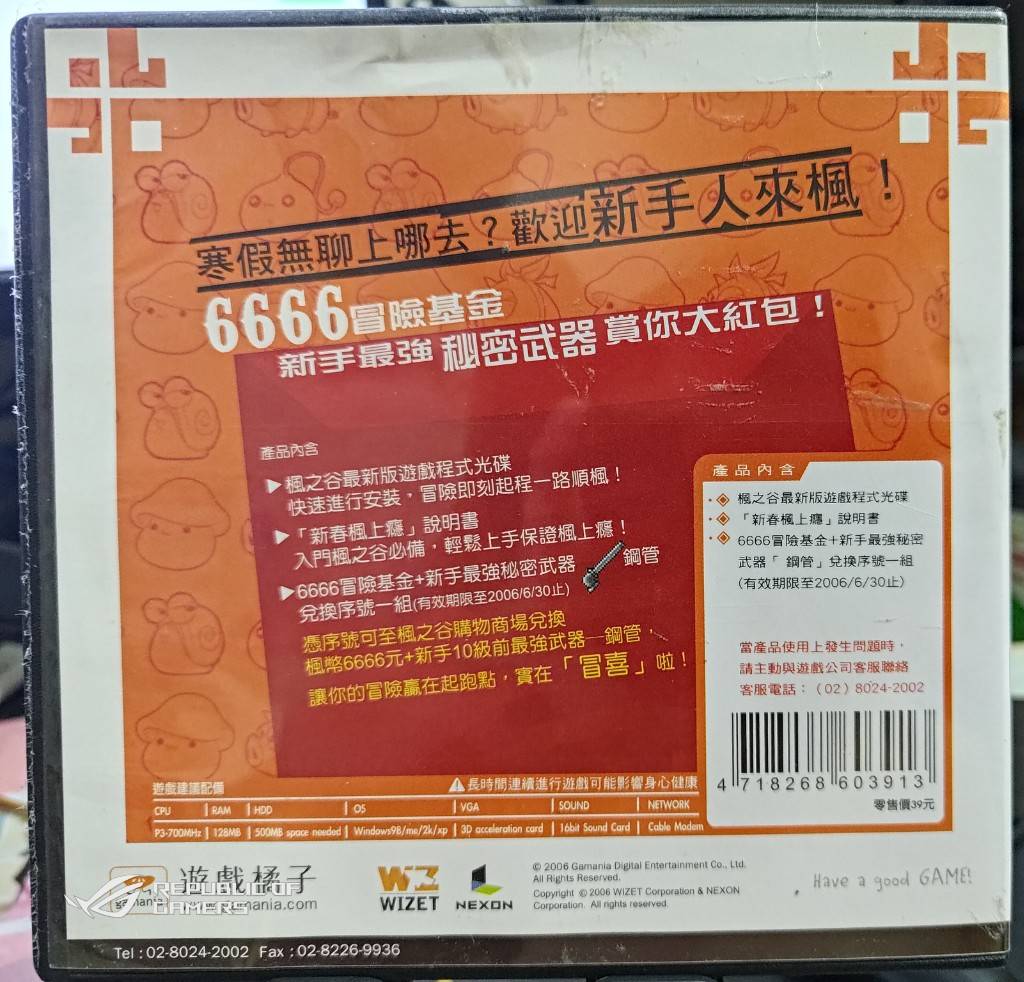 寒假無聊上哪去？歡迎新手人來楓！
6666冒險基金
新手最強 秘密武器 賞你大紅包！
產品內含
▶楓之谷最新版遊戲程式光碟
快速進行安裝，冒險即刻起程一路順楓！
▶「新春楓上癮」說明書
入門楓之谷必備，輕鬆上手保證楓上癮！
▶6666冒險基金+新手最強秘密武器 鋼管
兌換序號一組(有效期限至2006/6/30止)
憑序號可至楓之谷購物商場兌換
楓幣6666元+新手10級前最強武器—鋼管，
讓你的冒險贏在起跑點，實在「冒喜」啦！
產品內含
楓之谷最新版遊戲程式光碟
「新春楓上癮」說明書
6666冒險基金+新手最強秘密
武器「鋼管」兌換序號一組
(有效期限至2006/6/30止)
當產品使用上發生問題時，
請主動與遊戲公司客服聯絡
客服電話：（02）8024-2002
4 718268 603913
零售價39元
遊戲建議配備
⚠長時間連續進行遊戲可能影響身心健康
CPU | RAM | HDD | OS | VGA | SOUND | NETWORK
P3-700MHz | 128MB | 500MB space needed | Windows98/me/2k/xp | 3D acceleration card | 16bit Sound Card | Cable Modem
gamania
遊戲橘子
REPUBLIC OF
GAMERS
WIZET
NEXON
© 2006 Gamania Digital Entertainment Co., Ltd.
All Rights Reserved.
Copyright © 2006 WIZET Corporation & NEXON
Corporation. All rights reserved.
Have a good GAME!
Tel : 02-8024-2002 Fax : 02-8226-9936